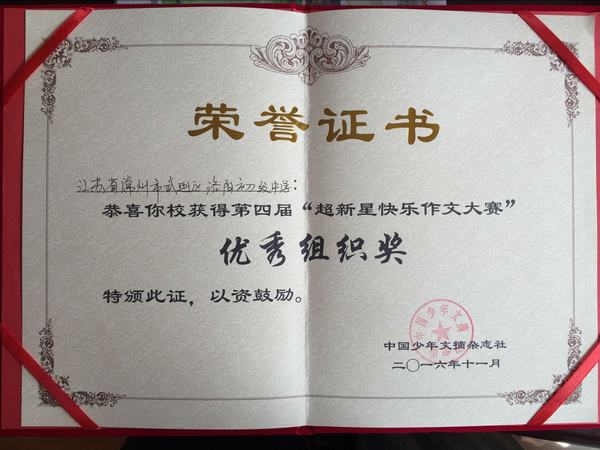 荣誉证书
江苏省常州市武进区洛阳初级中学：
恭喜你校获得第四届“超新星快乐作文大赛”
优秀组织奖
特颁此证，以资鼓励。
中国少年文摘杂志社
二〇一六年十一月